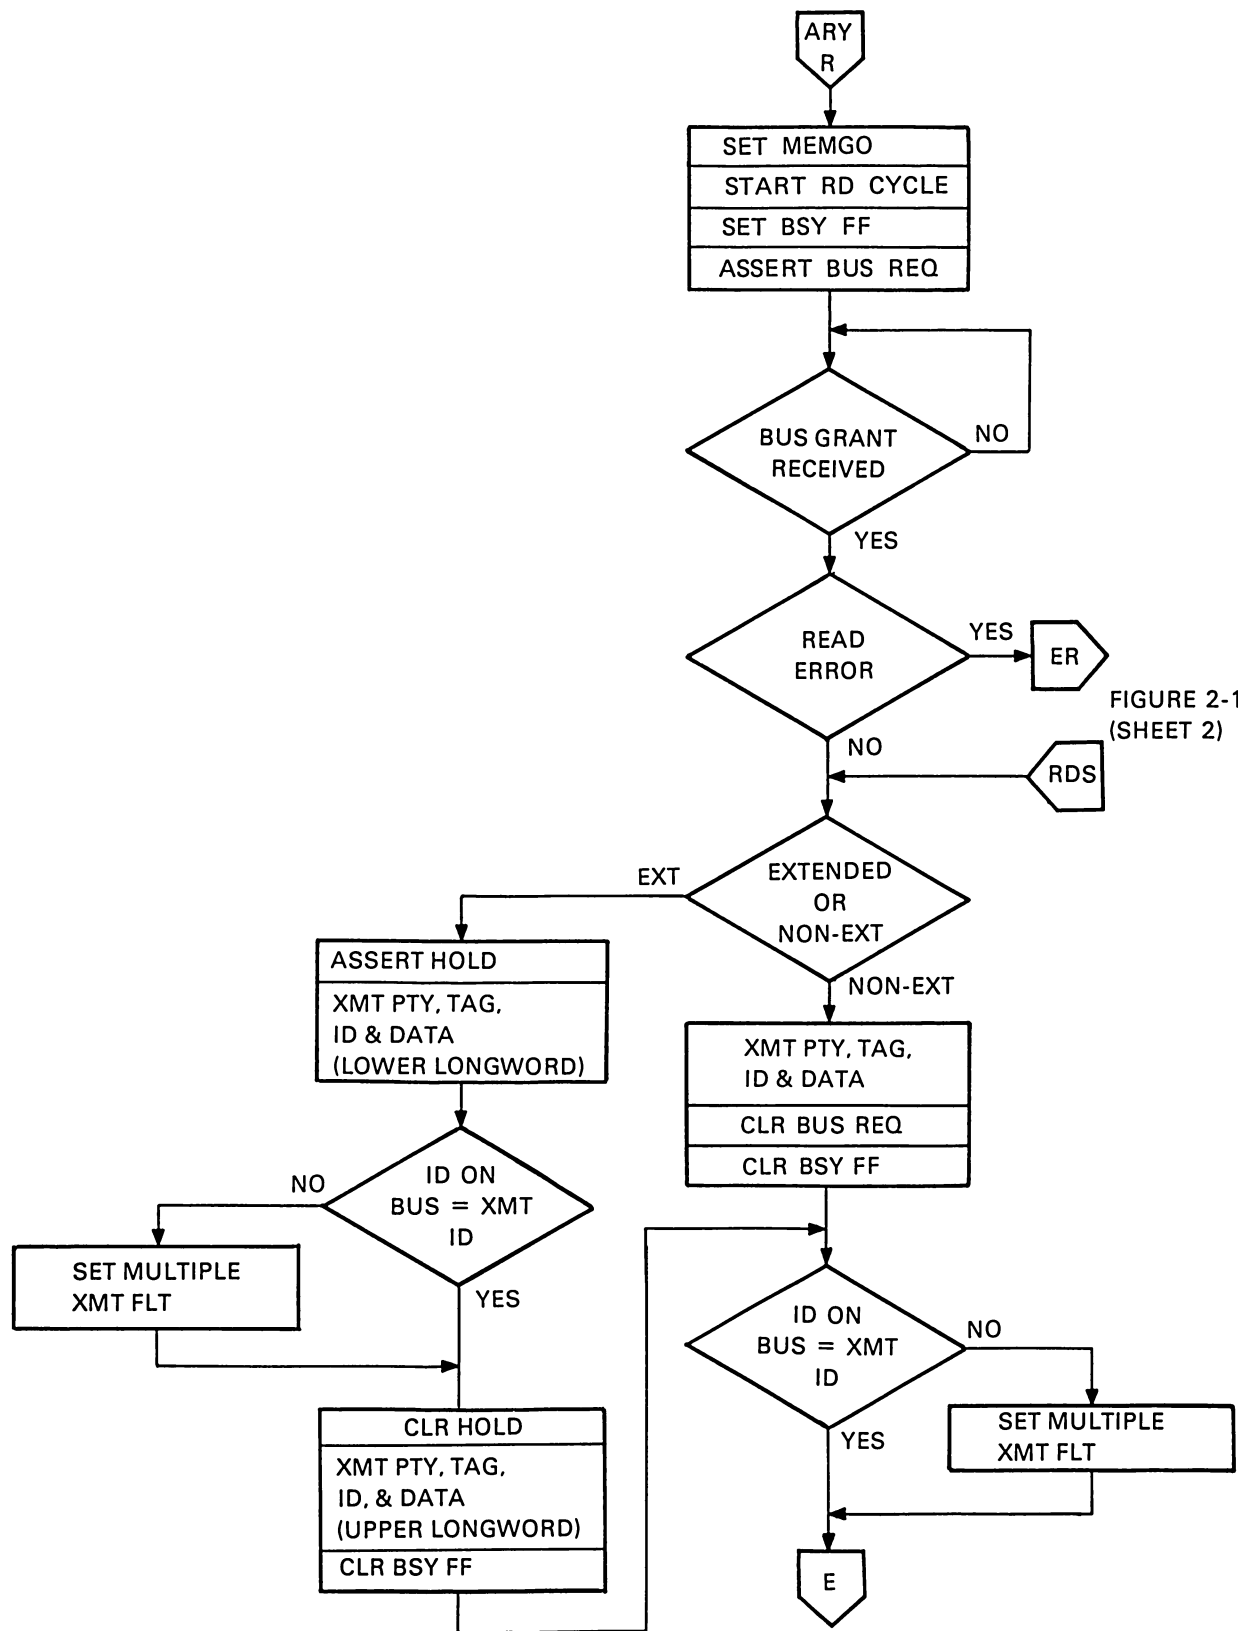 ARY
R
SET MEMGO
START RD CYCLE
SET BSY FF
ASSERT BUS REQ
BUS GRANT
RECEIVED
NO
YES
READ
ERROR
YES
ER
FIGURE 2-1
(SHEET 2)
NO
RDS
EXTENDED
OR
NON-EXT
EXT
NON-EXT
ASSERT HOLD
XMT PTY, TAG,
ID & DATA
(LOWER LONGWORD)
ID ON
BUS = XMT
ID
NO
YES
SET MULTIPLE
XMT FLT
CLR HOLD
XMT PTY, TAG,
ID, & DATA
(UPPER LONGWORD)
CLR BSY FF
XMT PTY, TAG,
ID & DATA
CLR BUS REQ
CLR BSY FF
ID ON
BUS = XMT
ID
NO
YES
SET MULTIPLE
XMT FLT
E